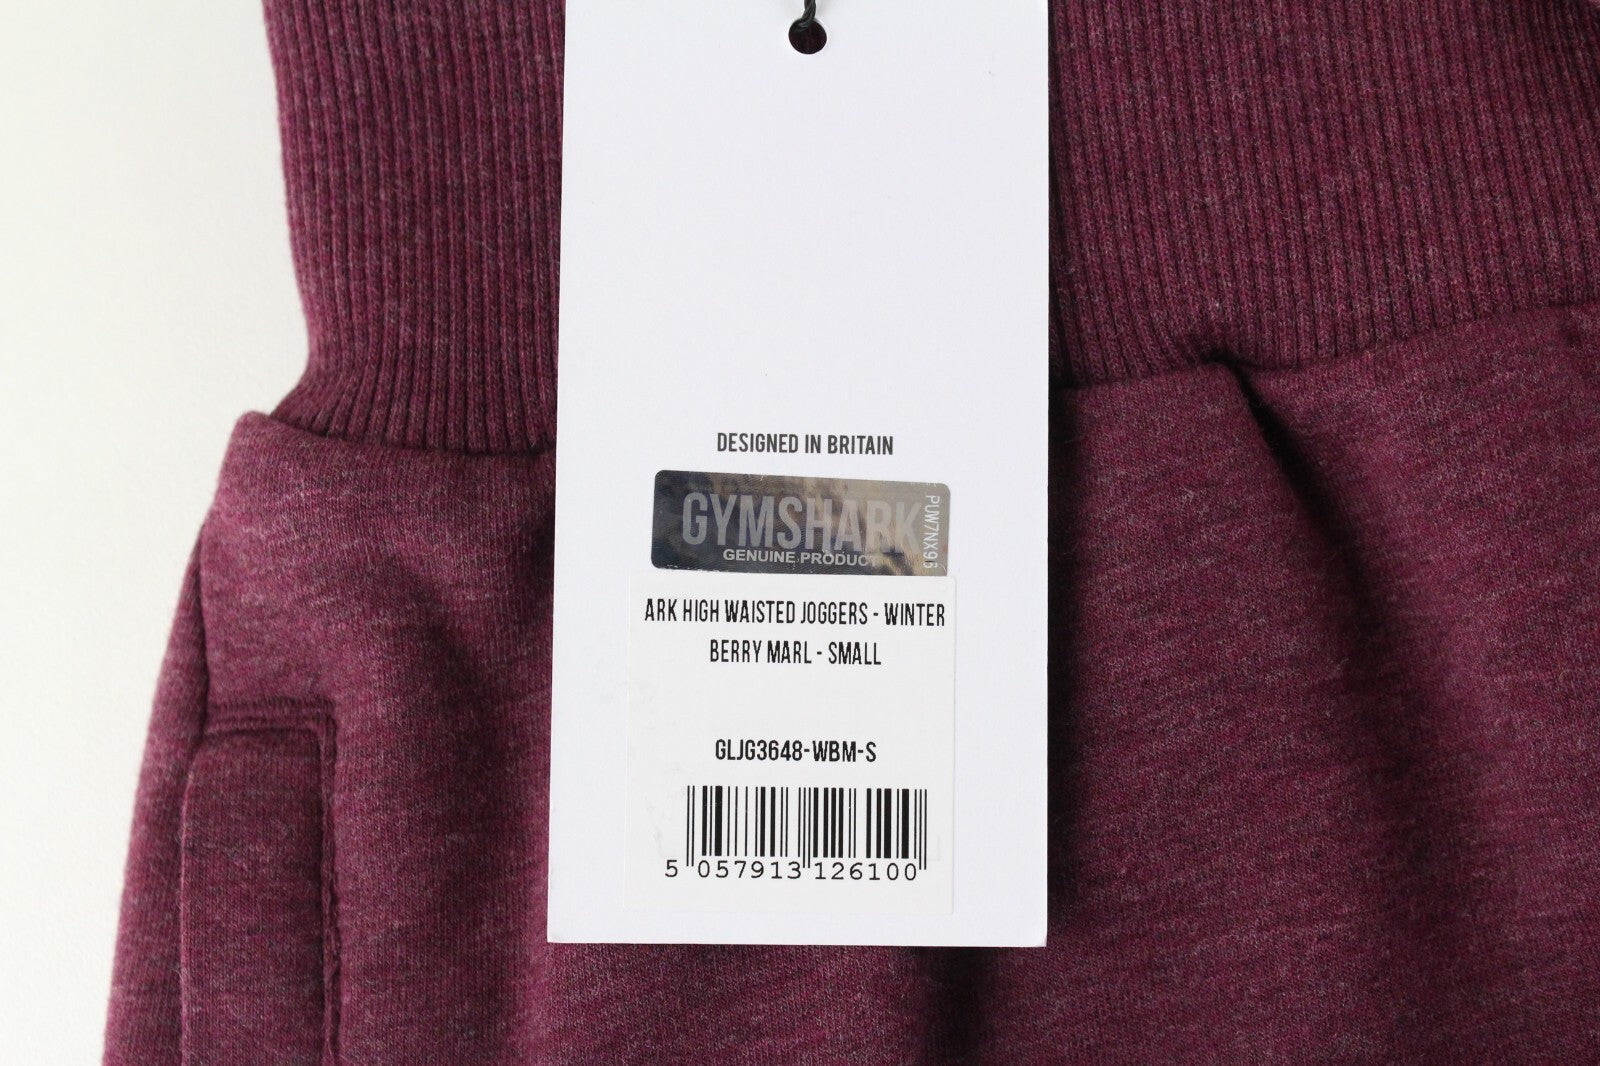 DESIGNED IN BRITAIN
GYMSHARK
GENUINE PRODUCT
PUW7NX95
ARK HIGH WAISTED JOGGERS - WINTER
BERRY MARL - SMALL
GLJG3648-WBM-S
5 057913 126100